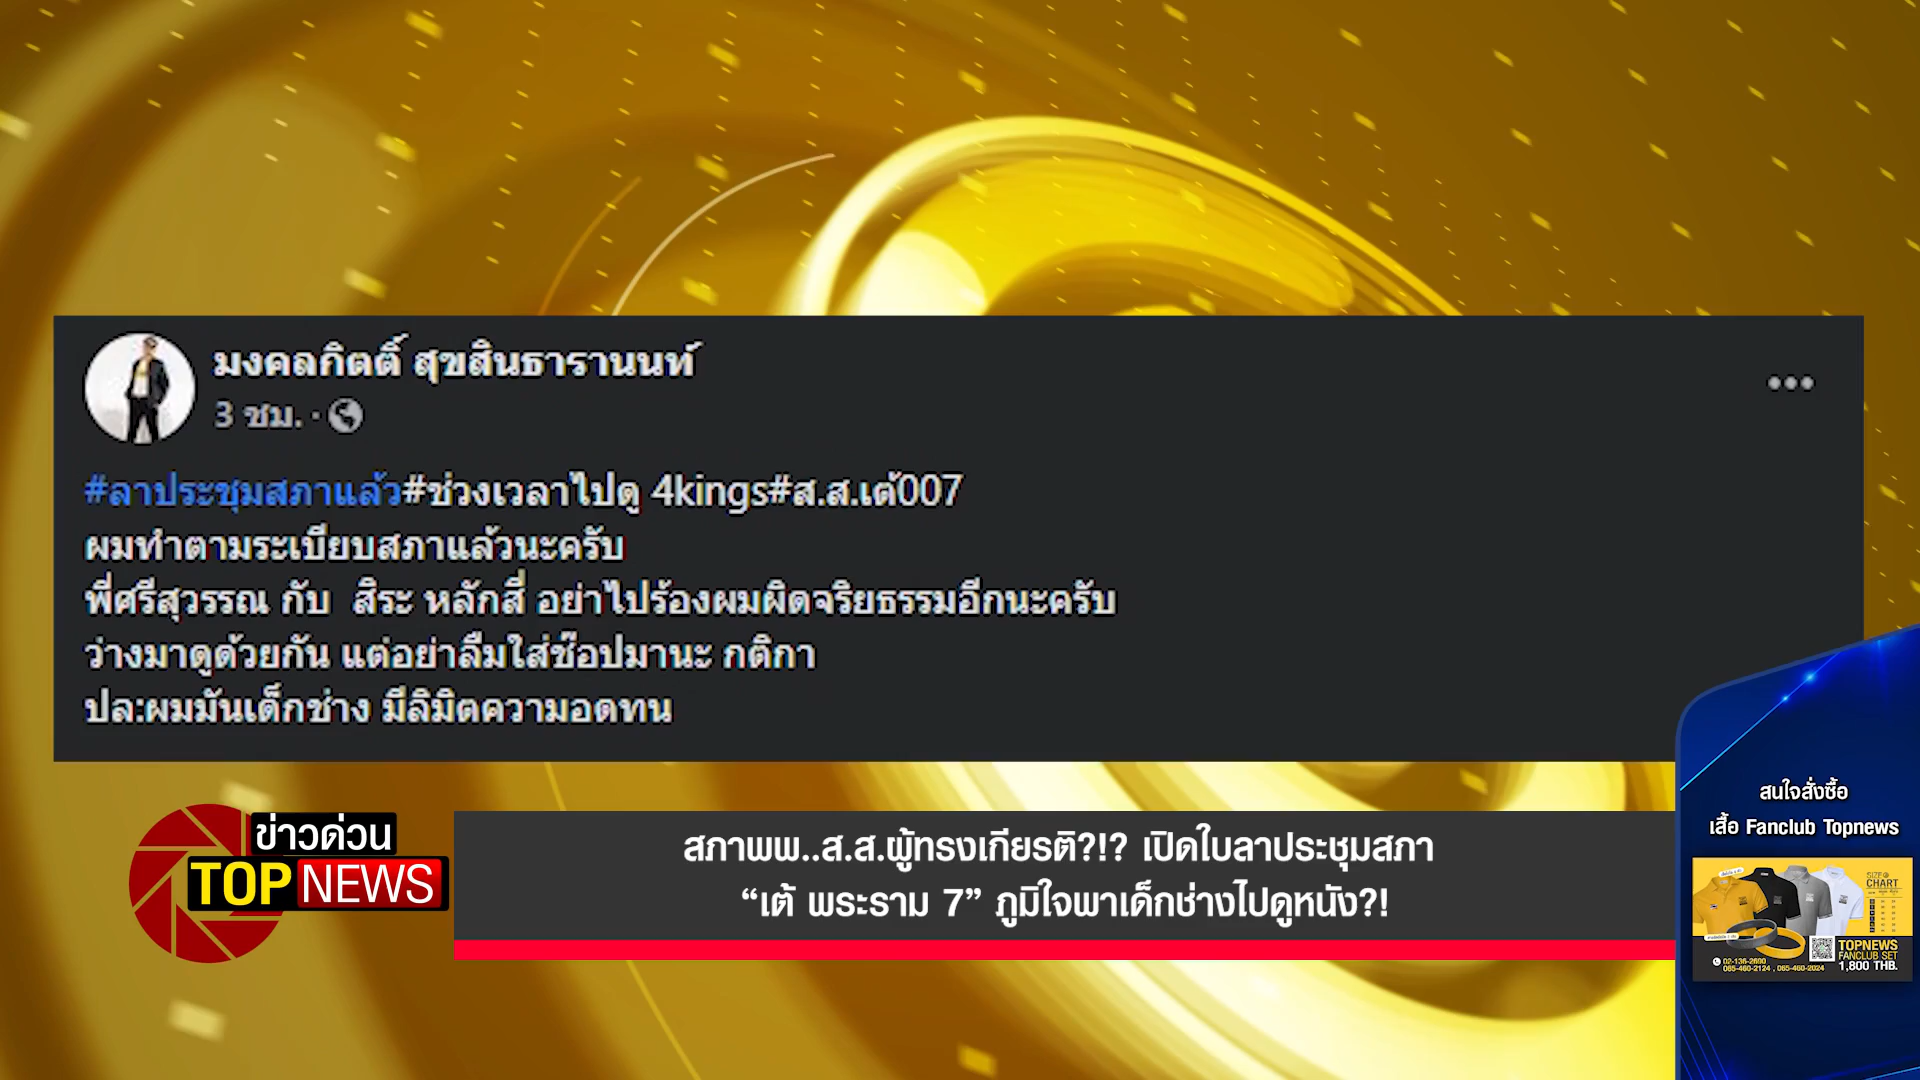 มงคลกิตติ์ สุขสินธารานนท์
3 ชม. ·
#ลาประชุมสภาแล้ว#ช่วงเวลาไปดู 4kings#ส.ส.เต้007
ผมทำตามระเบียบสภาแล้วนะครับ
พี่ศรีสุวรรณ กับ สิระ หลักสี่ อย่าไปร้องผมผิดจริยธรรมอีกนะครับ
ว่างมาดูด้วยกัน แต่อย่าลืมใส่ช๊อปมานะ กติกา
ปล:ผมมันเด็กช่าง มีลิมิตความอดทน
ข่าวด่วน
TOP NEWS
สภาพพ..ส.ส.ผู้ทรงเกียรติ?!? เปิดใบลาประชุมสภา
“เต้ พระราม 7” ภูมิใจพาเด็กช่างไปดูหนัง?!
สนใจสั่งซื้อ
เสื้อ Fanclub Topnews
SIZE
CHART
TOPNEWS
FANCLUB SET
1,800 THB.
02-136-2690
065-460-2124 , 065-460-2024